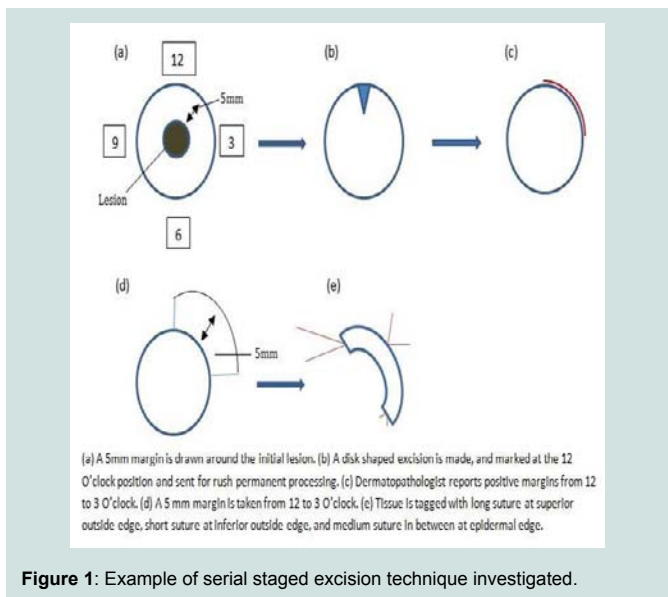 (a)
(b)
(c)
12
5mm
9
3
Lesion
6
(d)
(e)
5mm
(a) A 5mm margin is drawn around the initial lesion. (b) A disk shaped excision is made, and marked at the 12
O'clock position and sent for rush permanent processing. (c) Dermatopathologist reports positive margins from 12
to 3 O'clock. (d) A 5 mm margin is taken from 12 to 3 O'clock. (e) Tissue is tagged with long suture at superior
outside edge, short suture at inferior outside edge, and medium suture in between at epidermal edge.
Figure 1: Example of serial staged excision technique investigated.